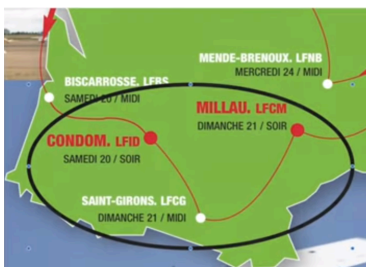 MENDE-BRENOUX. LFNB
MERCREDI 24 / MIDI
BISCARROSSE. LFBS
SAMEDI 20 / MIDI
MILLAU. LFCM
DIMANCHE 21 / SOIR
CONDOM. LFID
SAMEDI 20 / SOIR
SAINT-GIRONS. LFCG
DIMANCHE 21 / MIDI